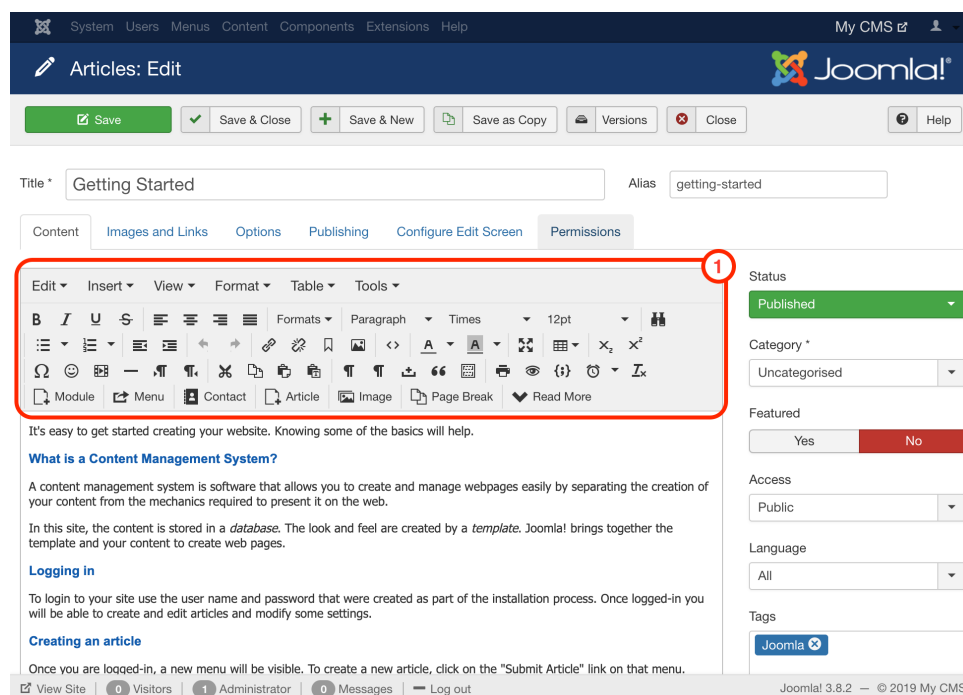 System Users Menus Content Components Extensions Help My CMS
Articles: Edit Joomla!®
Save Save & Close Save & New Save as Copy Versions Close Help
Title * Getting Started Alias getting-started
Content Images and Links Options Publishing Configure Edit Screen Permissions
1
Edit Insert View Format Table Tools
B I U S Formats Paragraph Times 12pt
A A X₂ X²
Ω ¶ ¶ ¶ ¶ “ {;} Tx
Module Menu Contact Article Image Page Break Read More
It's easy to get started creating your website. Knowing some of the basics will help.
What is a Content Management System?
A content management system is software that allows you to create and manage webpages easily by separating the creation of
your content from the mechanics required to present it on the web.
In this site, the content is stored in a database. The look and feel are created by a template. Joomla! brings together the
template and your content to create web pages.
Logging in
To login to your site use the user name and password that were created as part of the installation process. Once logged-in you
will be able to create and edit articles and modify some settings.
Creating an article
Once you are logged-in, a new menu will be visible. To create a new article, click on the "Submit Article" link on that menu.
Status
Published
Category *
Uncategorised
Featured
Yes No
Access
Public
Language
All
Tags
Joomla
View Site 0 Visitors 1 Administrator 0 Messages Log out Joomla! 3.8.2 — © 2019 My CMS